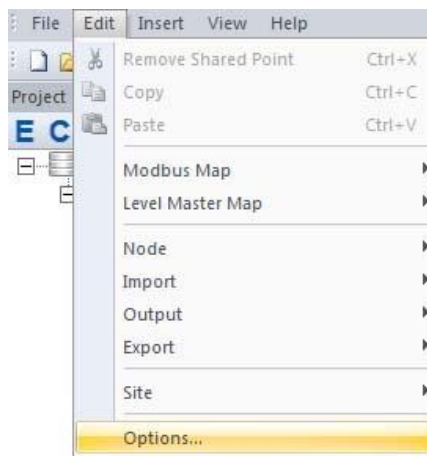 File Edit Insert View Help
Remove Shared Point Ctrl+X
Project
Copy Ctrl+C
E C
Paste Ctrl+V
Modbus Map
Level Master Map
Node
Import
Output
Export
Site
Options...